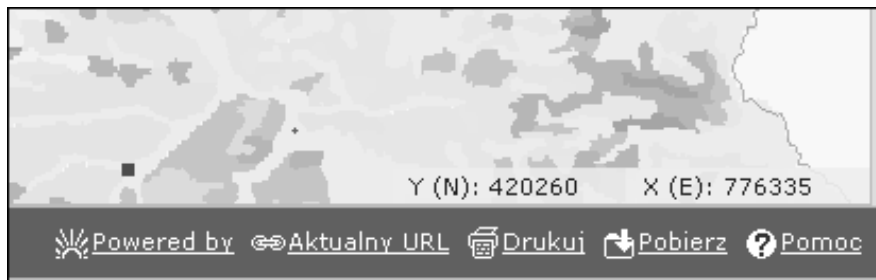 Y (N): 420260 X (E): 776335
Powered by Aktualny URL Drukuj Pobierz Pomoc